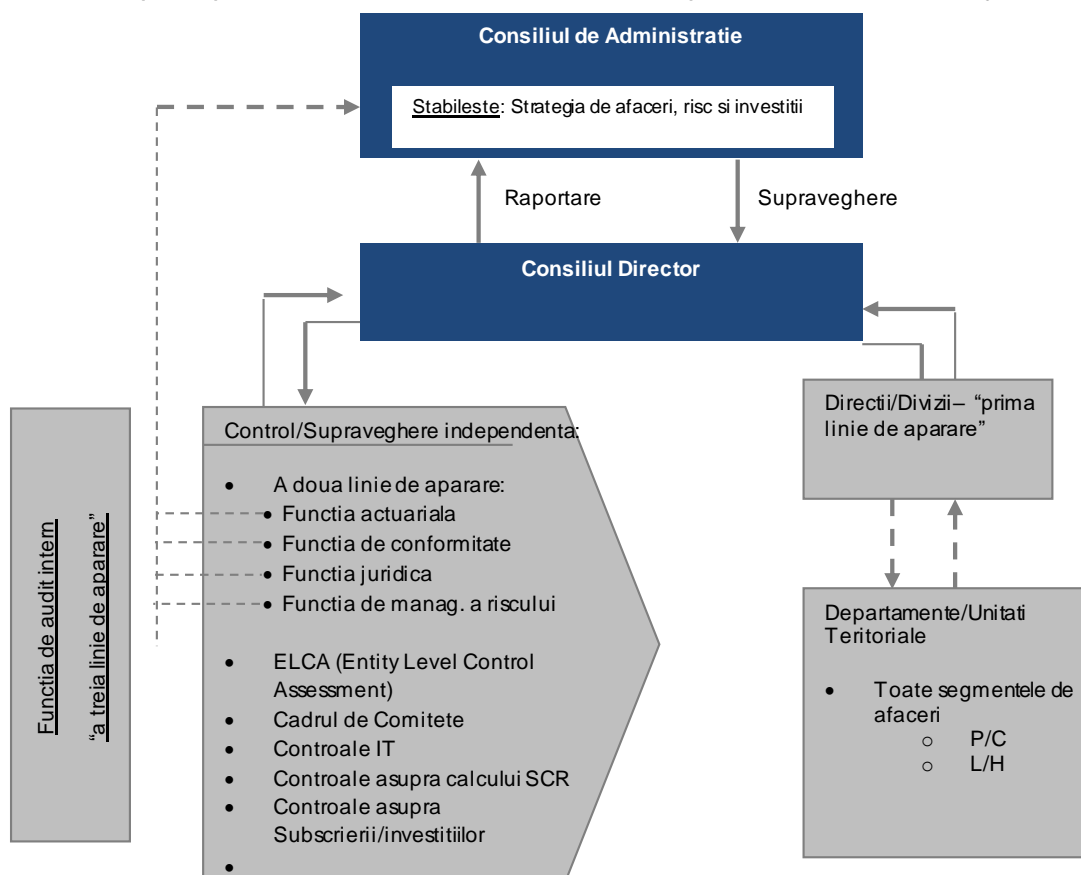 Consiliul de Administratie
Stabileste: Strategia de afaceri, risc si investitii
Raportare
Supraveghere
Consiliul Director
Functia de audit intern
“a treia linie de aparare”
Control/Supraveghere independenta:
• A doua linie de aparare:
• Functia actuariala
• Functia de conformitate
• Functia juridica
• Functia de manag. a riscului
• ELCA (Entity Level Control
Assessment)
• Cadrul de Comitete
• Controale IT
• Controale asupra calcului SCR
• Controale asupra
Subscrierii/investitiilor
•
Directii/Divizii– “prima
linie de aparare”
Departamente/Unitati
Teritoriale
• Toate segmentele de
afaceri
o P/C
o L/H